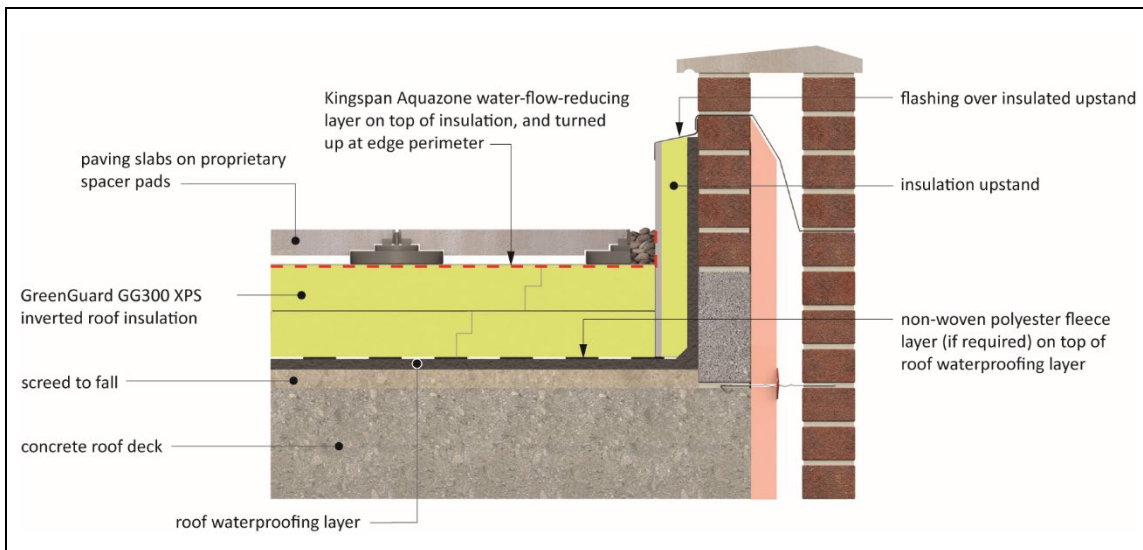 Kingspan Aquazone water-flow-reducing
layer on top of insulation, and turned
up at edge perimeter
paving slabs on proprietary
spacer pads
GreenGuard GG300 XPS
inverted roof insulation
screed to fall
concrete roof deck
roof waterproofing layer
flashing over insulated upstand
insulation upstand
non-woven polyester fleece
layer (if required) on top of
roof waterproofing layer